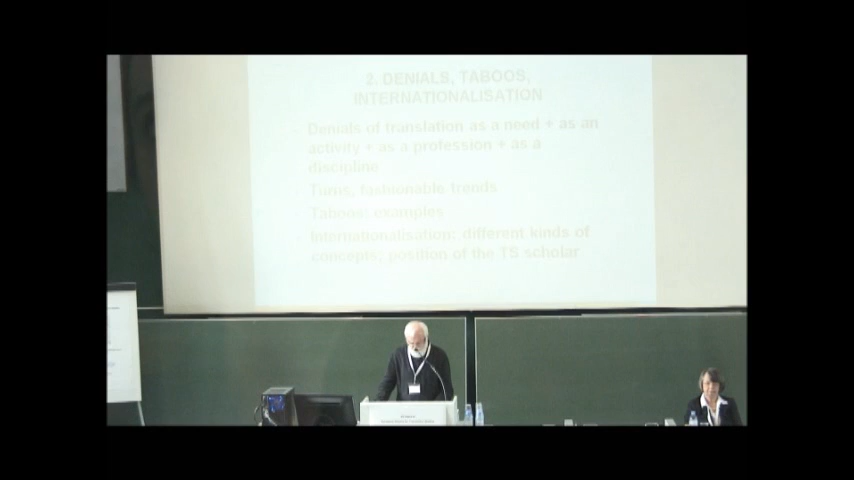 2. DENIALS, TABOOS,
INTERNATIONALISATION
- Denials of translation as a need + as an
activity + as a profession + as a
discipline
- Turns, fashionable trends
- Taboos: examples
- Internationalisation: different kinds of
concepts; position of the TS scholar